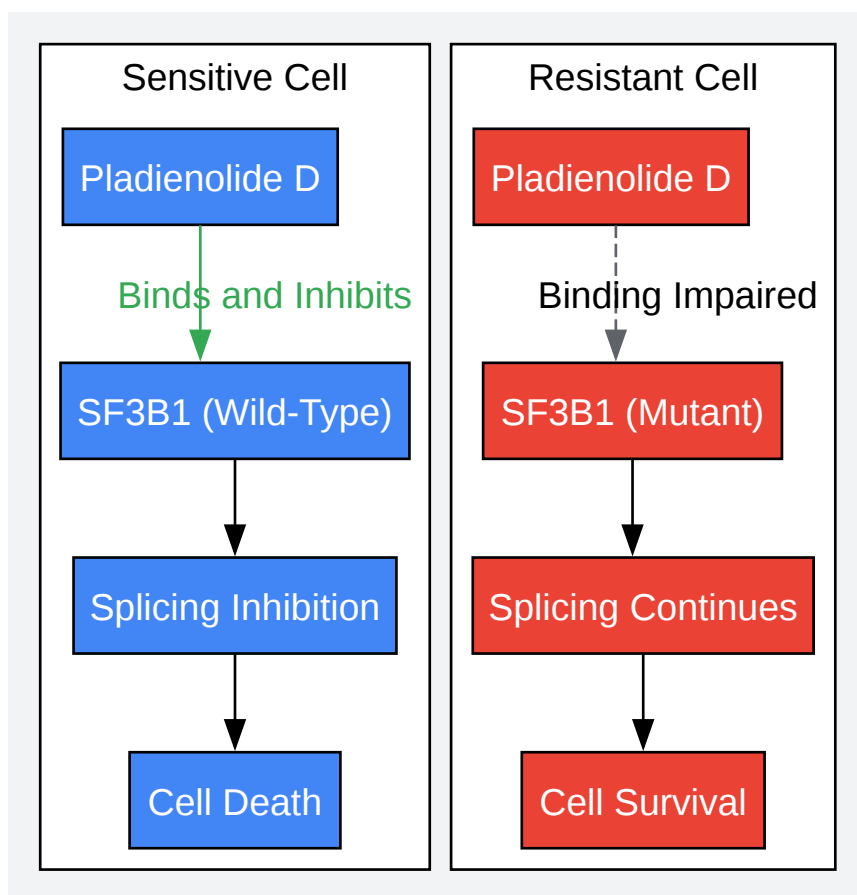 Sensitive Cell
Pladienolide D
Binds and Inhibits
SF3B1 (Wild-Type)
Splicing Inhibition
Cell Death
Resistant Cell
Pladienolide D
Binding Impaired
SF3B1 (Mutant)
Splicing Continues
Cell Survival